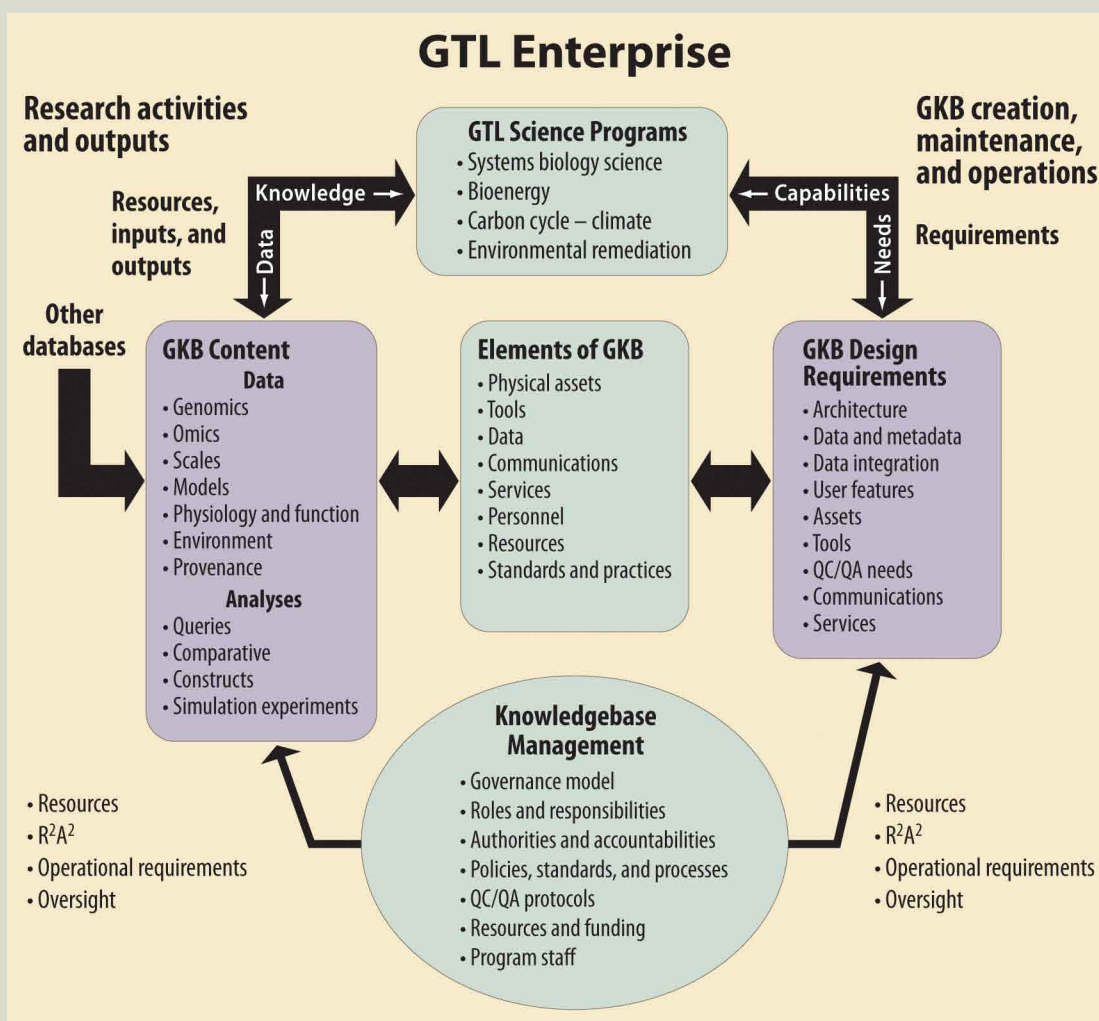 GTL Enterprise
Research activities
and outputs
GKB creation,
maintenance,
and operations
GTL Science Programs
• Systems biology science
• Bioenergy
• Carbon cycle – climate
• Environmental remediation
Knowledge →
← Data
← Capabilities
← Needs
Resources,
inputs, and
outputs
Requirements
Other
databases
GKB Content
Data
• Genomics
• Omics
• Scales
• Models
• Physiology and function
• Environment
• Provenance
Analyses
• Queries
• Comparative
• Constructs
• Simulation experiments
Elements of GKB
• Physical assets
• Tools
• Data
• Communications
• Services
• Personnel
• Resources
• Standards and practices
GKB Design
Requirements
• Architecture
• Data and metadata
• Data integration
• User features
• Assets
• Tools
• QC/QA needs
• Communications
• Services
Knowledgebase
Management
• Governance model
• Roles and responsibilities
• Authorities and accountabilities
• Policies, standards, and processes
• QC/QA protocols
• Resources and funding
• Program staff
• Resources
• R²A²
• Operational requirements
• Oversight
• Resources
• R²A²
• Operational requirements
• Oversight